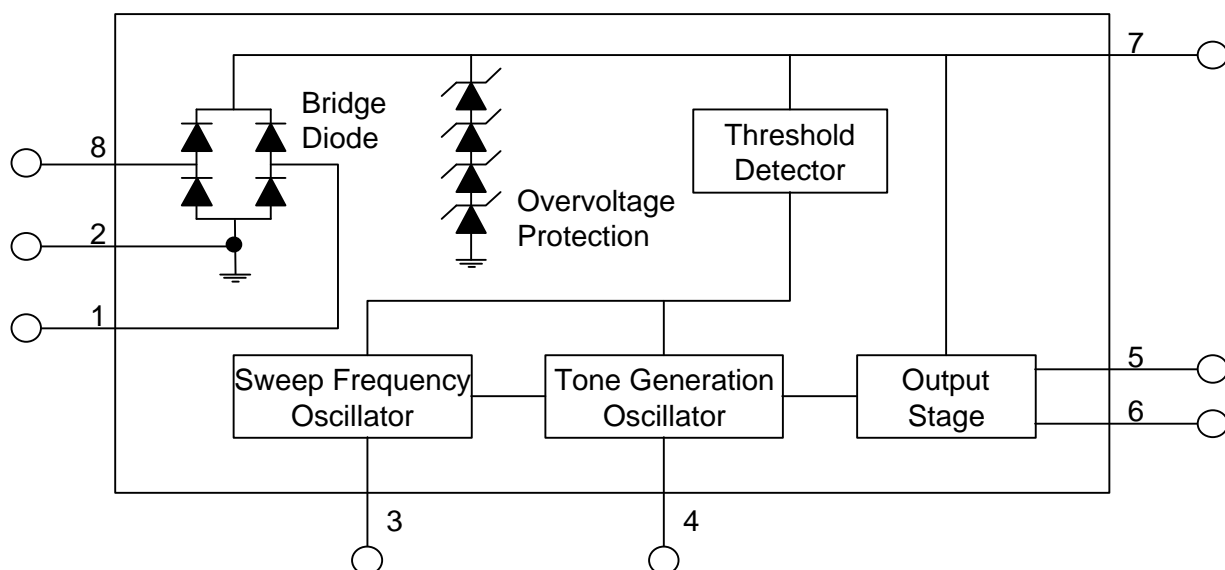 7
Bridge
Diode
8
Threshold
Detector
Overvoltage
Protection
2
1
Sweep Frequency
Oscillator
Tone Generation
Oscillator
Output
Stage
5
6
3
4